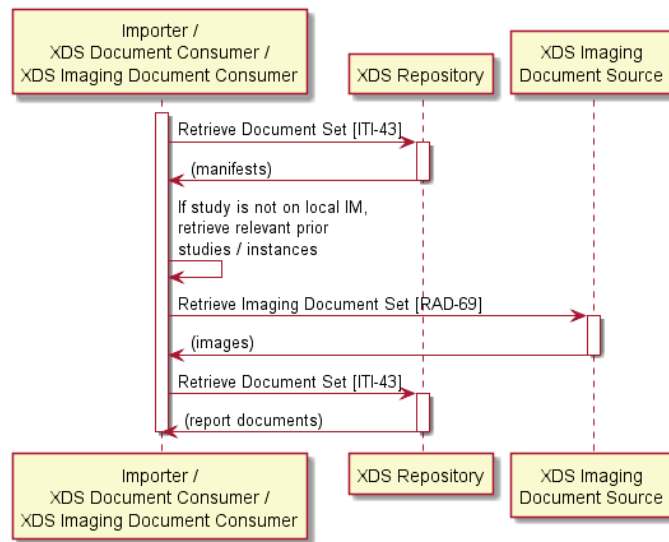 Importer /
XDS Document Consumer /
XDS Imaging Document Consumer
XDS Repository
XDS Imaging
Document Source
Retrieve Document Set [ITI-43]
(manifests)
If study is not on local IM,
retrieve relevant prior
studies / instances
Retrieve Imaging Document Set [RAD-69]
(images)
Retrieve Document Set [ITI-43]
(report documents)
Importer /
XDS Document Consumer /
XDS Imaging Document Consumer
XDS Repository
XDS Imaging
Document Source